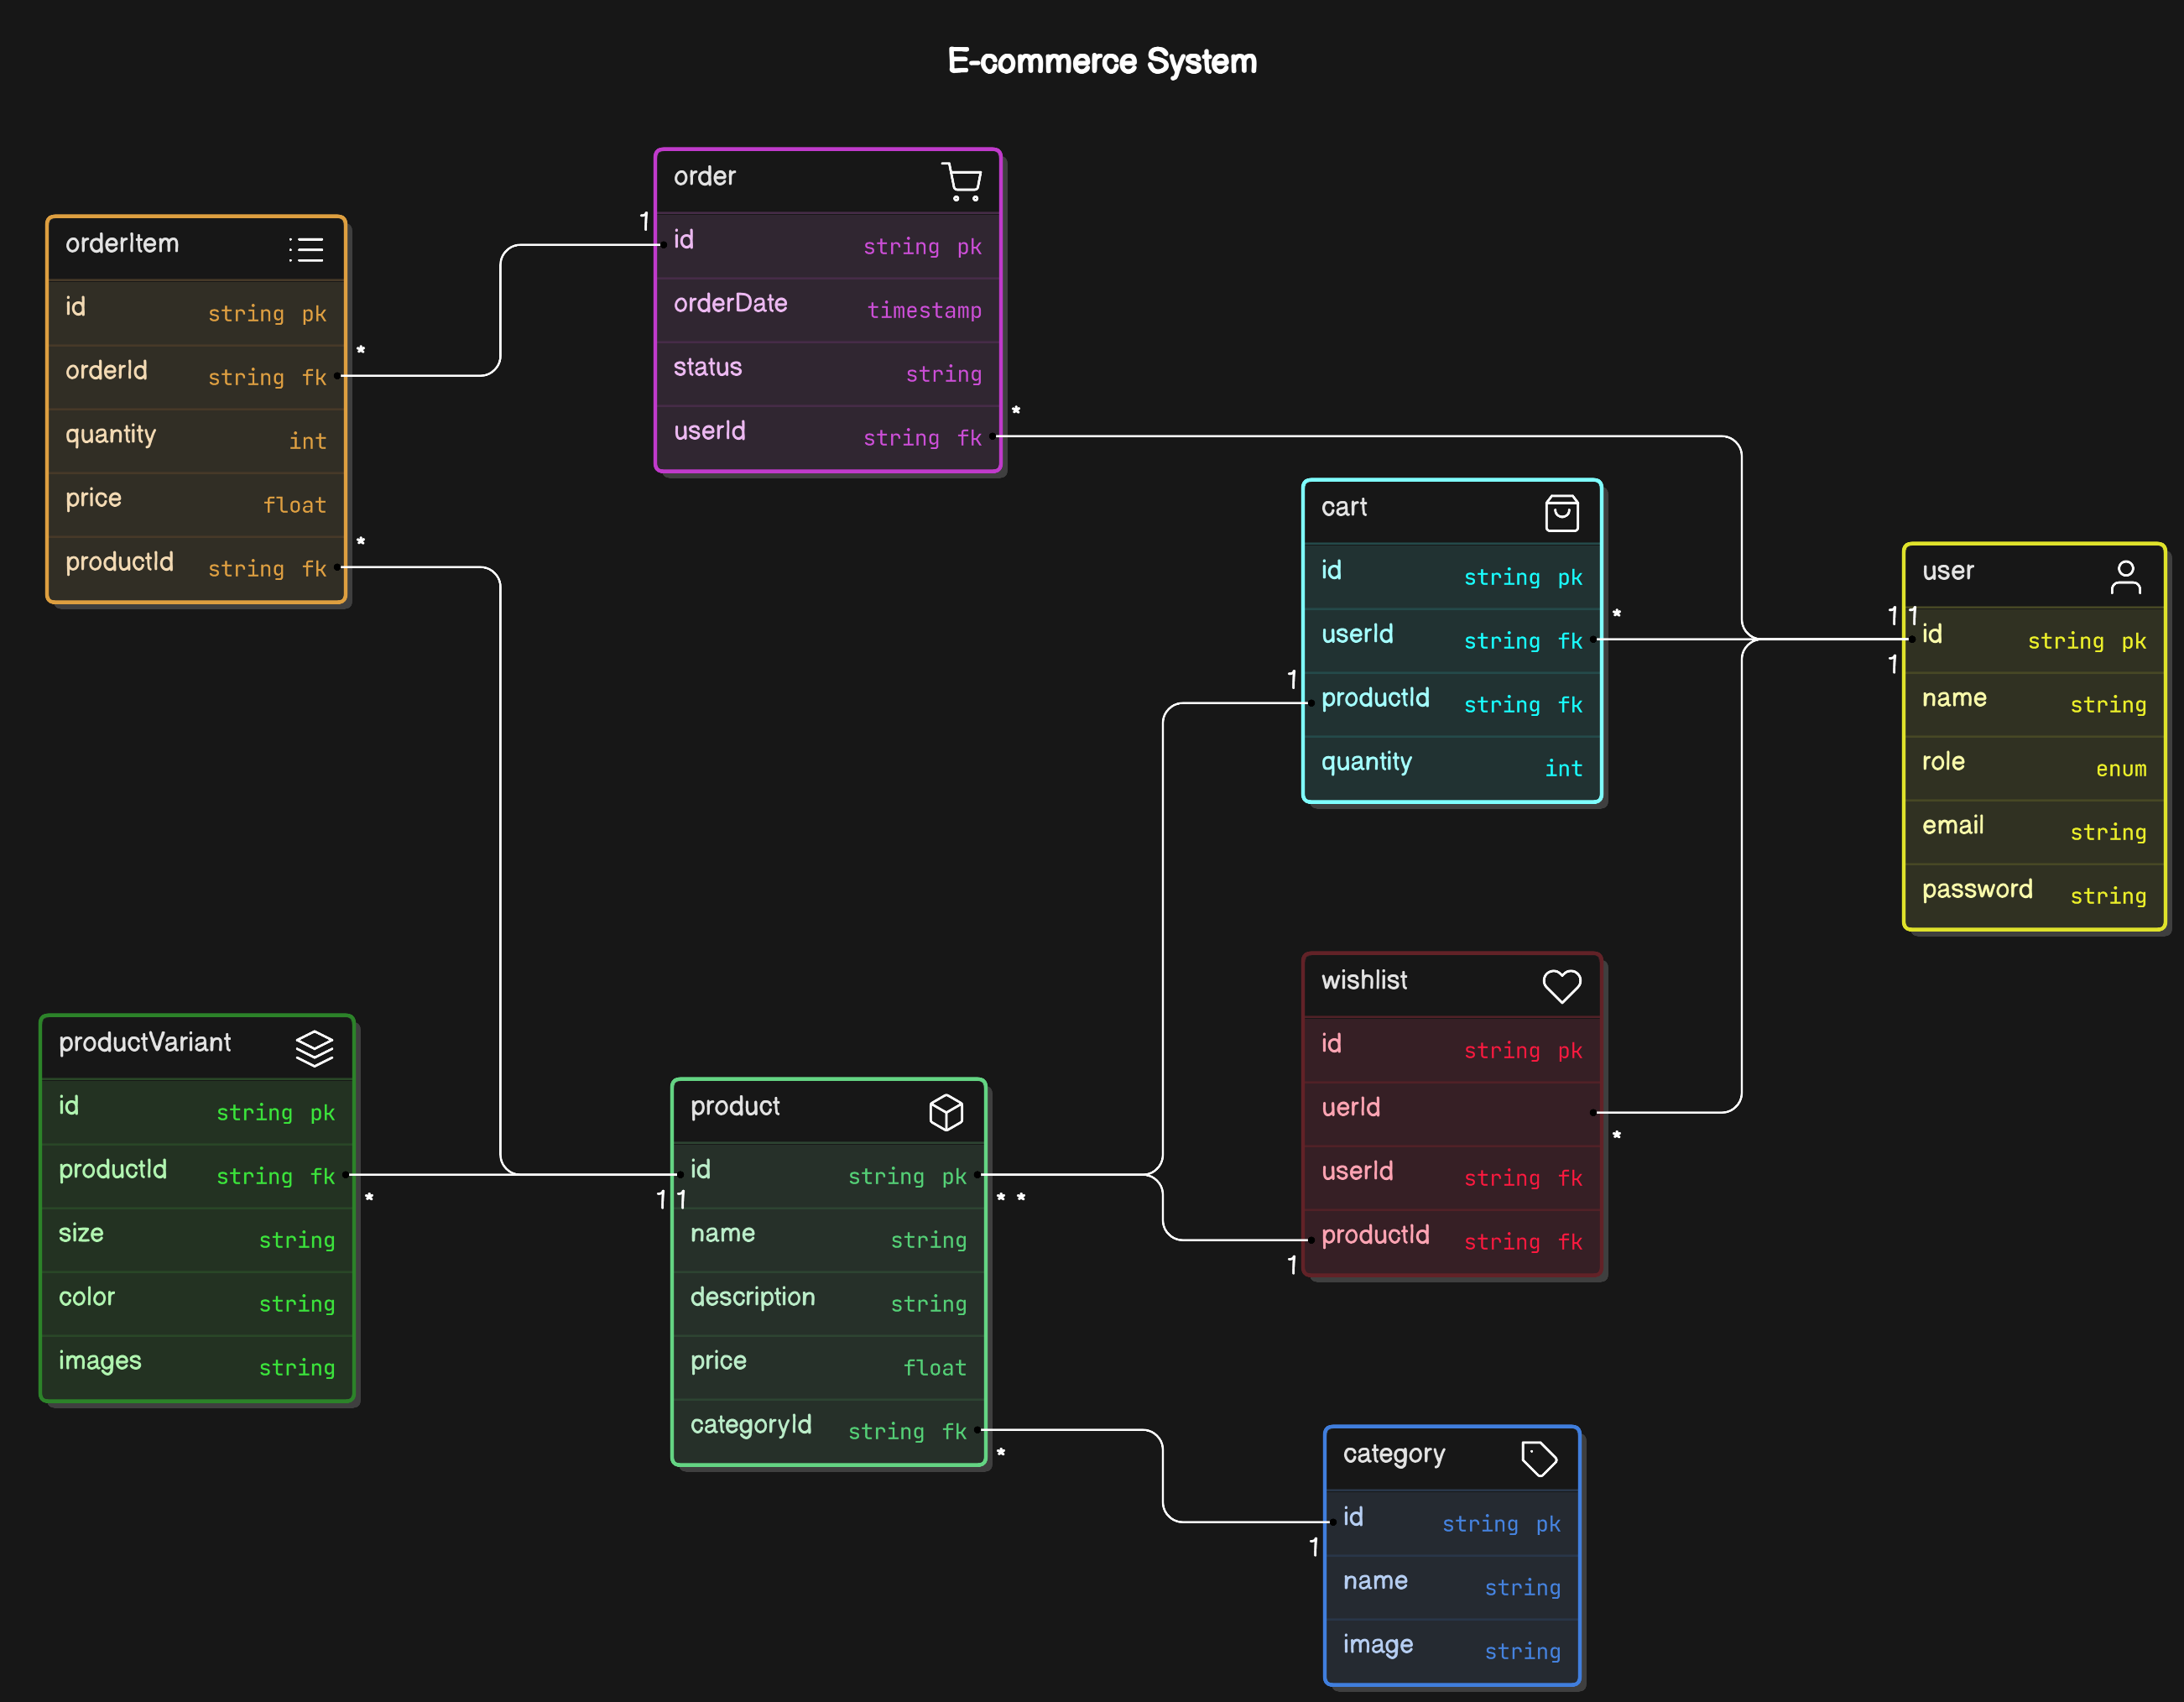 E-commerce System
order
id string pk
orderDate timestamp
status string
userId string fk
1
*
orderItem
id string pk
orderId string fk
quantity int
price float
productId string fk
*
*
cart
id string pk
userId string fk
productId string fk
quantity int
*
1
user
id string pk
name string
role enum
email string
password string
1 1
1
wishlist
id string pk
uerId
userId string fk
productId string fk
*
1
productVariant
id string pk
productId string fk
size string
color string
images string
*
product
id string pk
name string
description string
price float
categoryId string fk
1 1
* *
*
category
id string pk
name string
image string
1